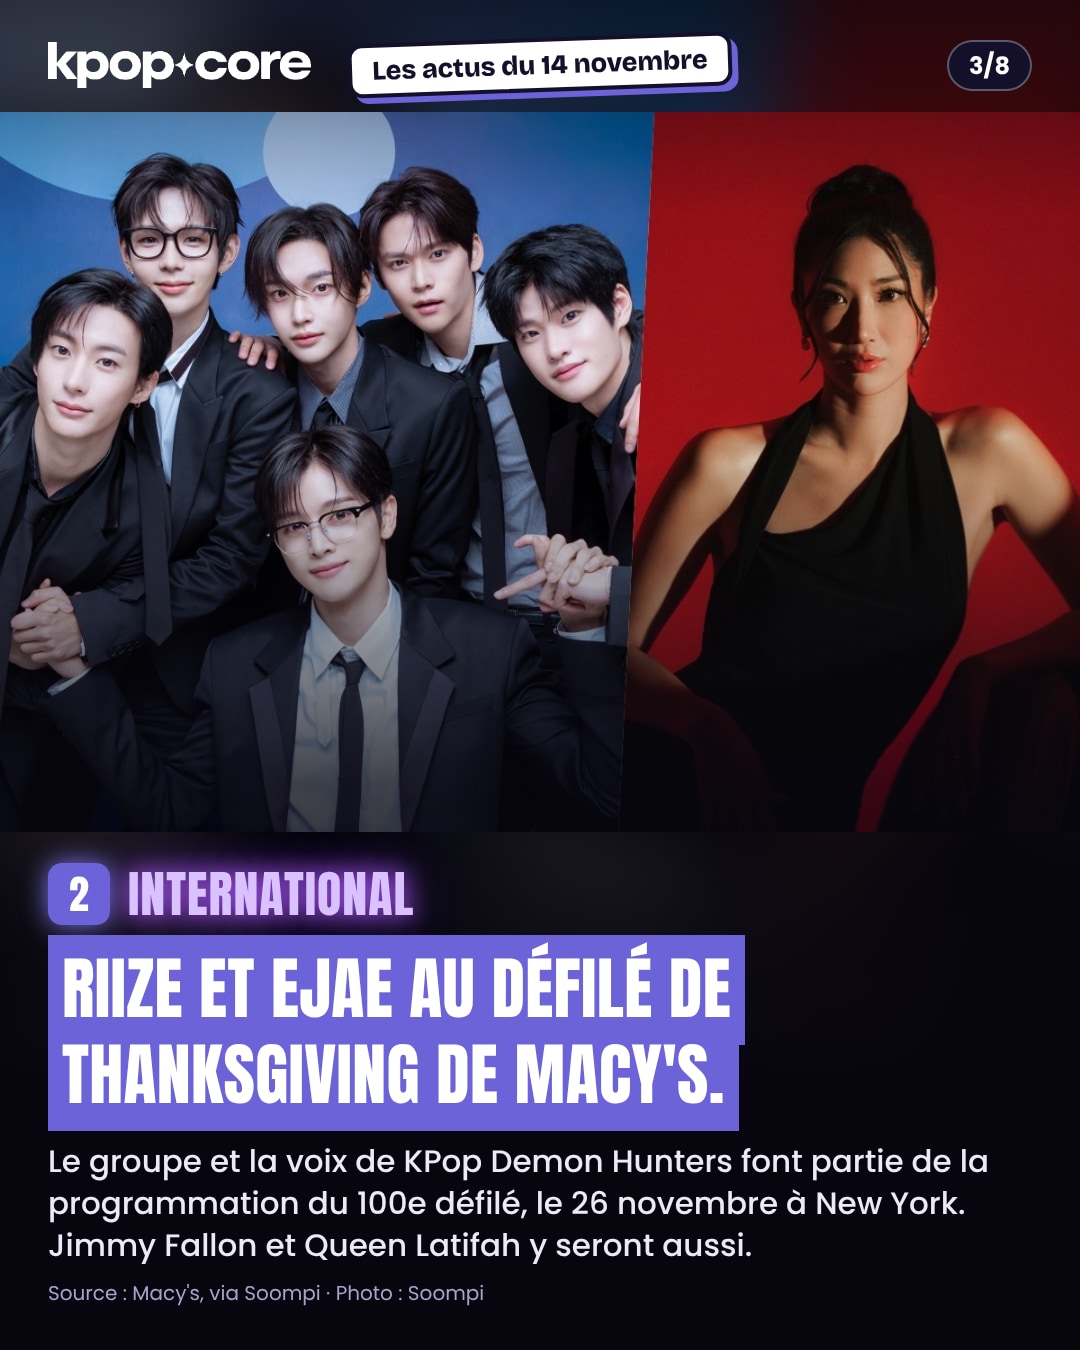 kpop✦core
Les actus du 14 novembre
3/8
2 INTERNATIONAL
RIIZE ET EJAE AU DÉFILÉ DE
THANKSGIVING DE MACY'S.
Le groupe et la voix de KPop Demon Hunters font partie de la
programmation du 100e défilé, le 26 novembre à New York.
Jimmy Fallon et Queen Latifah y seront aussi.
Source : Macy's, via Soompi · Photo : Soompi